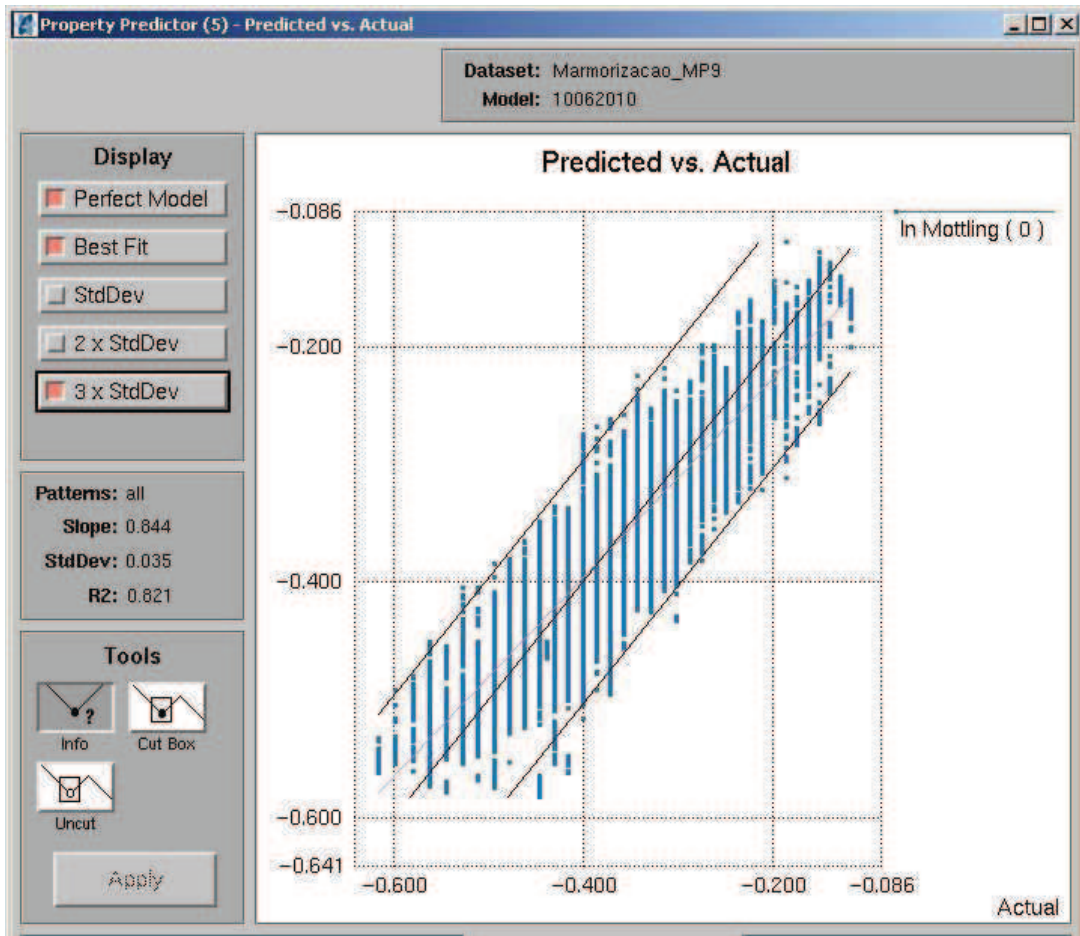 Property Predictor (5) - Predicted vs. Actual
Dataset: Marmorizacao_MP9
Model: 10062010
Display
Perfect Model
Best Fit
StdDev
2 x StdDev
3 x StdDev
Patterns: all
Slope: 0.844
StdDev: 0.035
R2: 0.821
Tools
?
Info
Cut Box
Uncut
Apply
Predicted vs. Actual
−0.086
ln Mottling ( 0 )
−0.200
−0.400
−0.600
−0.641
−0.600 −0.400 −0.200 −0.086
Actual